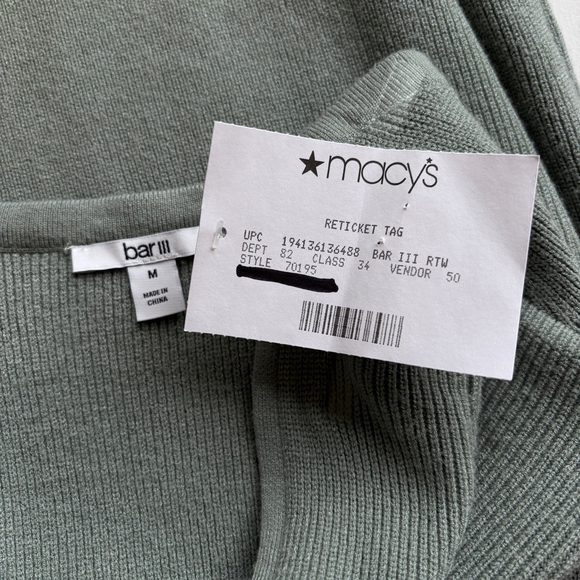 ★macy's
RETICKET TAG
UPC 194136136488 BAR III RTW
DEPT 82 CLASS 34 VENDOR 50
STYLE 70195
bar III
M
MADE IN
CHINA